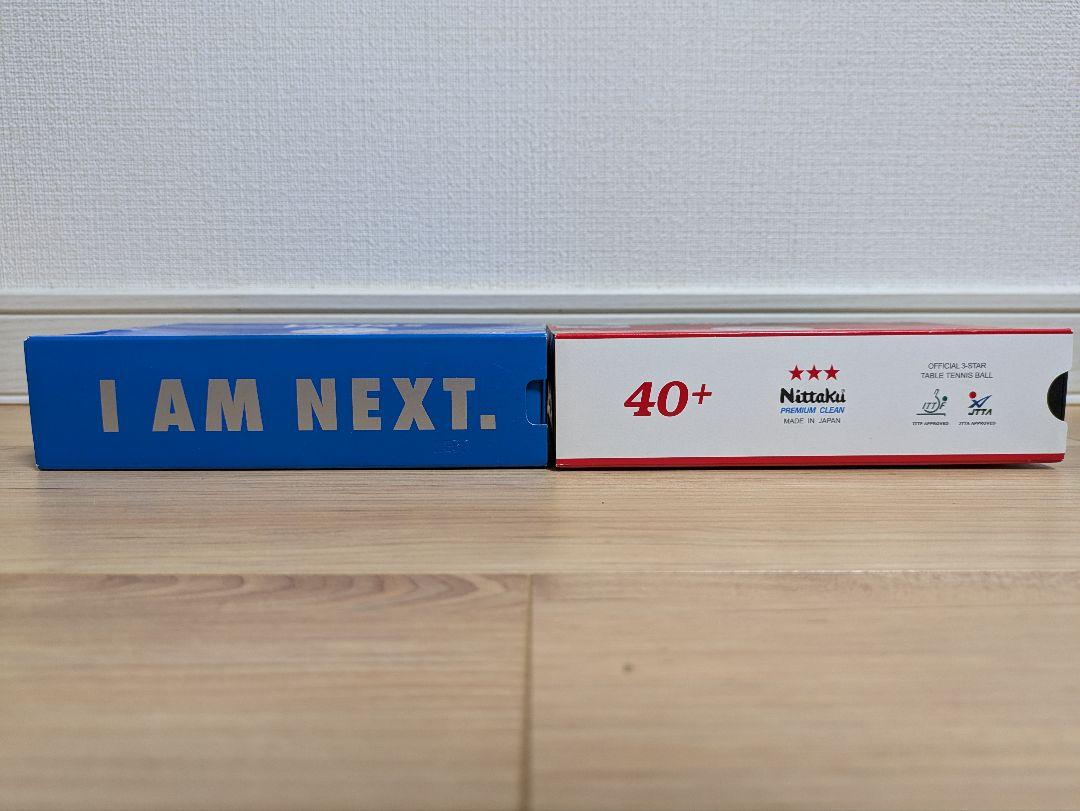 I AM NEXT.
40+
★★★
Nittaku
PREMIUM CLEAN
MADE IN JAPAN
OFFICIAL 3-STAR
TABLE TENNIS BALL
ITTF
ITTF APPROVED
JTTA
JTTA APPROVED